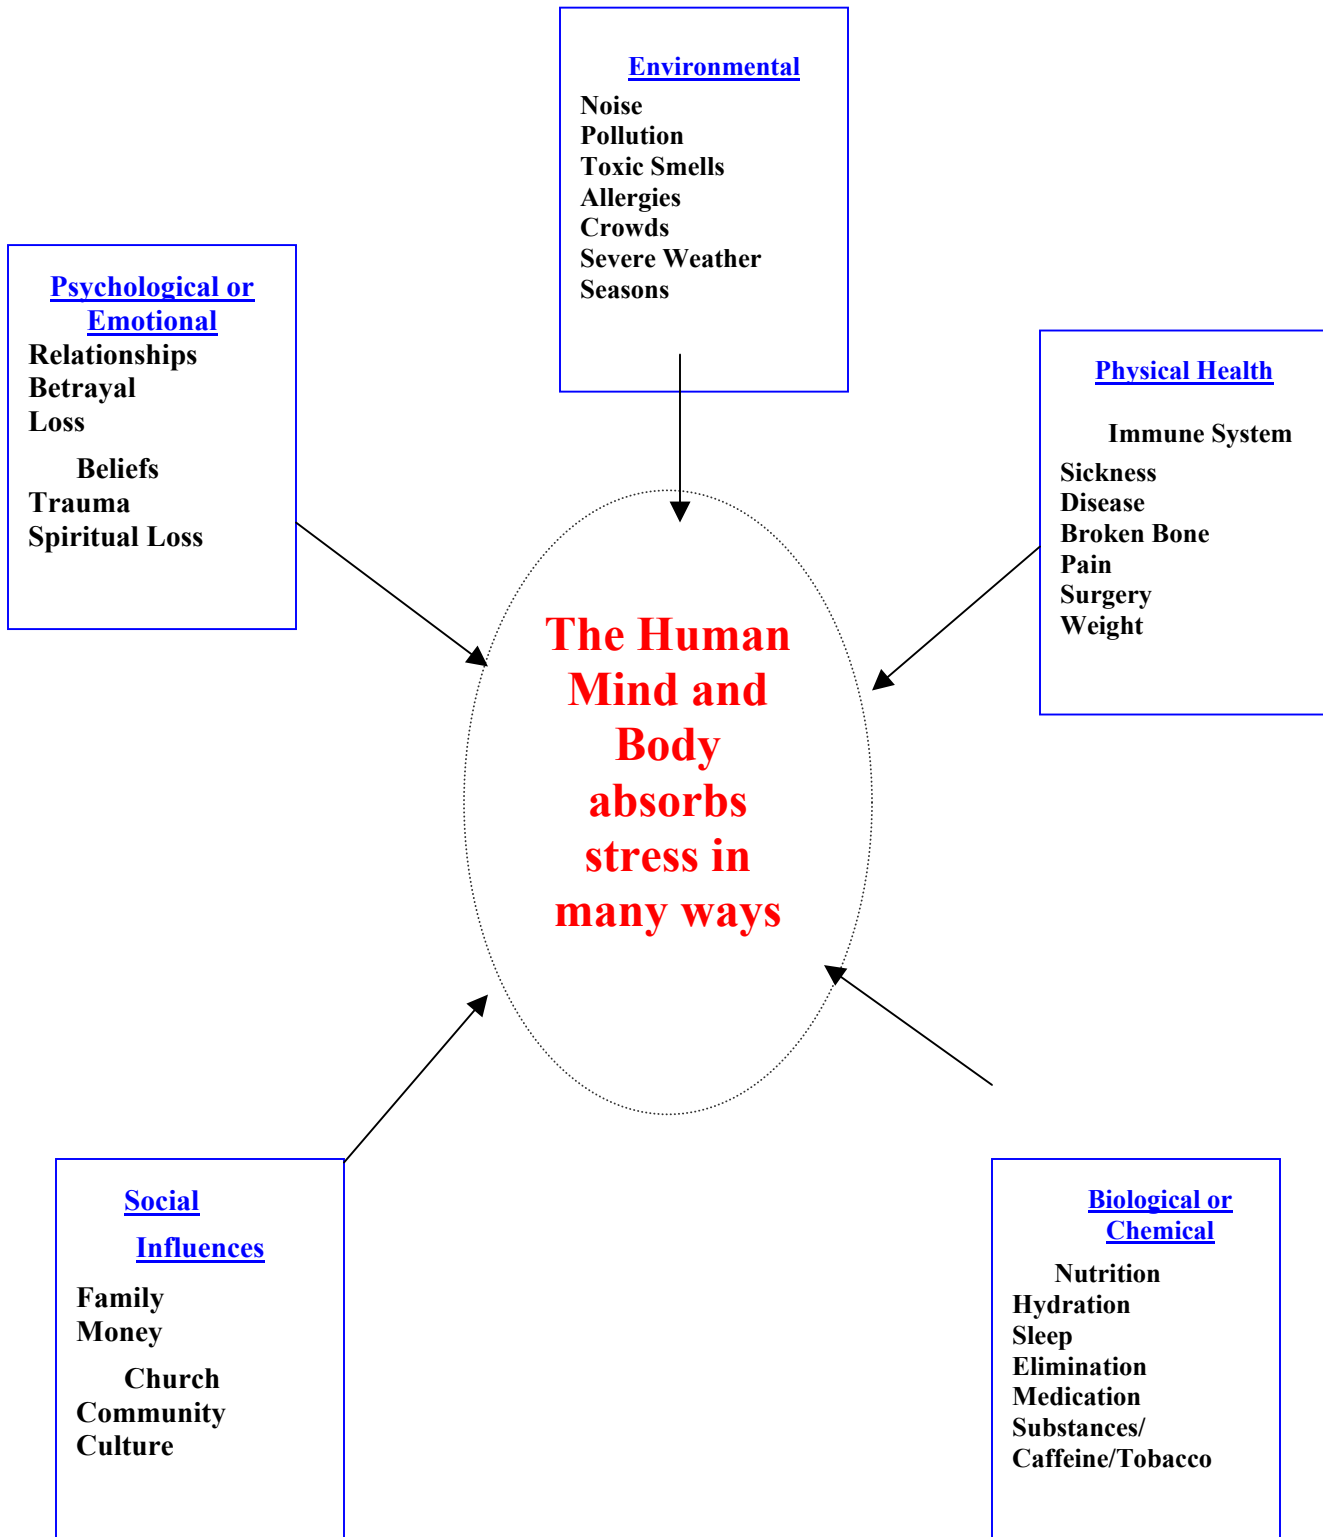 Environmental
Noise
Pollution
Toxic Smells
Allergies
Crowds
Severe Weather
Seasons
Psychological or
Emotional
Relationships
Betrayal
Loss
Beliefs
Trauma
Spiritual Loss
Physical Health
Immune System
Sickness
Disease
Broken Bone
Pain
Surgery
Weight
The Human
Mind and
Body
absorbs
stress in
many ways
Social
Influences
Family
Money
Church
Community
Culture
Biological or
Chemical
Nutrition
Hydration
Sleep
Elimination
Medication
Substances/
Caffeine/Tobacco